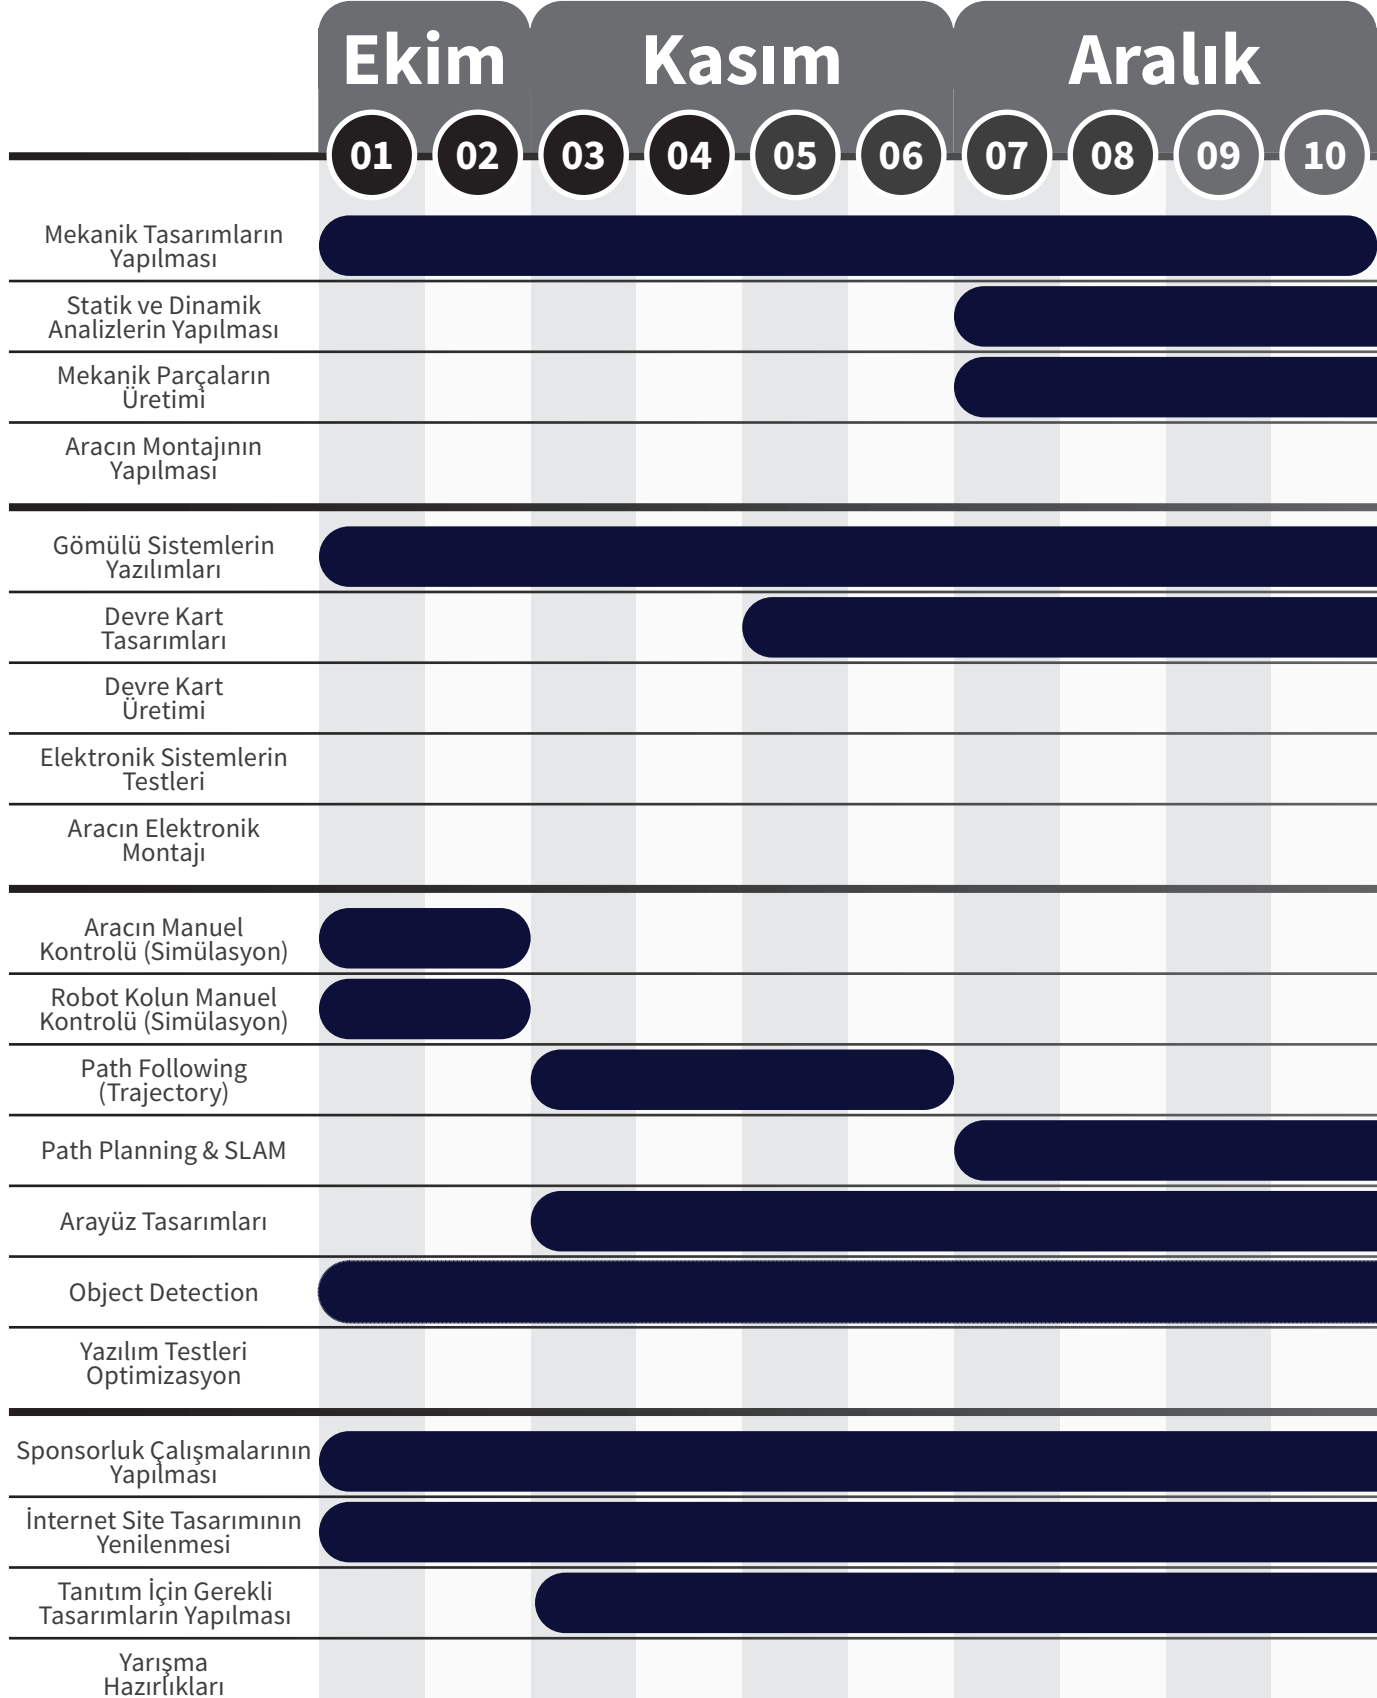 Ekim Kasım Aralık
01 02 03 04 05 06 07 08 09 10
Mekanik Tasarımların
Yapılması
Statik ve Dinamik
Analizlerin Yapılması
Mekanik Parçaların
Üretimi
Aracın Montajının
Yapılması
Gömülü Sistemlerin
Yazılımları
Devre Kart
Tasarımları
Devre Kart
Üretimi
Elektronik Sistemlerin
Testleri
Aracın Elektronik
Montajı
Aracın Manuel
Kontrolü (Simülasyon)
Robot Kolun Manuel
Kontrolü (Simülasyon)
Path Following
(Trajectory)
Path Planning & SLAM
Arayüz Tasarımları
Object Detection
Yazılım Testleri
Optimizasyon
Sponsorluk Çalışmalarının
Yapılması
İnternet Site Tasarımının
Yenilenmesi
Tanıtım İçin Gerekli
Tasarımların Yapılması
Yarışma
Hazırlıkları